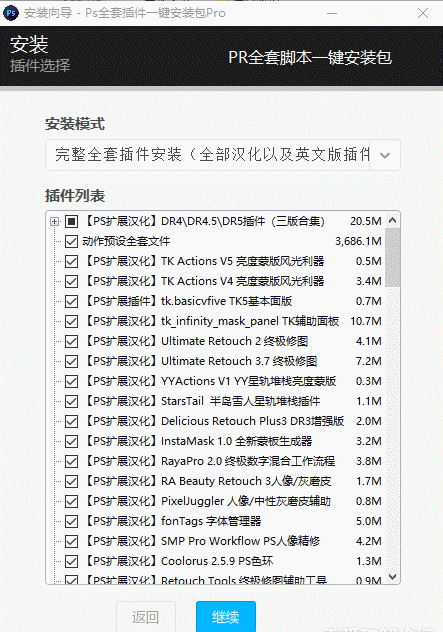 安装向导 - Ps全套插件一键安装包Pro
安装
插件选择
PR全套脚本一键安装包
安装模式
完整全套插件安装（全部汉化以及英文版插件
插件列表
【PS扩展汉化】DR4\DR4.5\DR5插件（三版合集） 20.5M
动作预设全套文件 3,686.1M
【PS扩展汉化】TK Actions V5 亮度蒙版风光利器 0.5M
【PS扩展汉化】TK Actions V4 亮度蒙版风光利器 3.4M
【PS扩展插件】tk.basicvfive TK5基本面版 0.7M
【PS扩展汉化】tk_infinity_mask_panel TK辅助面板 10.7M
【PS扩展汉化】Ultimate Retouch 2 终极修图 4.1M
【PS扩展汉化】Ultimate Retouch 3.7 终极修图 7.2M
【PS扩展汉化】YYActions V1 YY星轨堆栈亮度蒙版 0.3M
【PS扩展汉化】StarsTail 半岛雪人星轨堆栈插件 1.1M
【PS扩展汉化】Delicious Retouch Plus3 DR3增强版 2.0M
【PS扩展汉化】InstaMask 1.0 全新蒙板生成器 3.2M
【PS扩展汉化】RayaPro 2.0 终极数字混合工作流程 3.8M
【PS扩展汉化】RA Beauty Retouch 3人像/灰磨皮 1.7M
【PS扩展汉化】PixelJuggler 人像/中性灰磨皮辅助 0.8M
【PS扩展汉化】fonTags 字体管理器 5.0M
【PS扩展汉化】SMP Pro Workflow PS人像精修 4.2M
【PS扩展汉化】Coolorus 2.5.9 PS色环 1.3M
【PS扩展汉化】Retouch Tools 终极修图辅助工具 0.9M
返回
继续